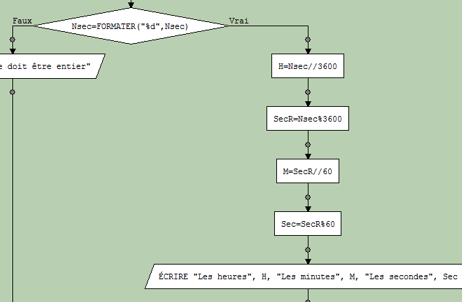 Faux
Nsec=FORMATER("%d",Nsec)
Vrai
doit être entier"
H=Nsec//3600
SecR=Nsec%3600
M=SecR//60
Sec=SecR%60
ÉCRIRE "Les heures", H, "Les minutes", M, "Les secondes", Sec